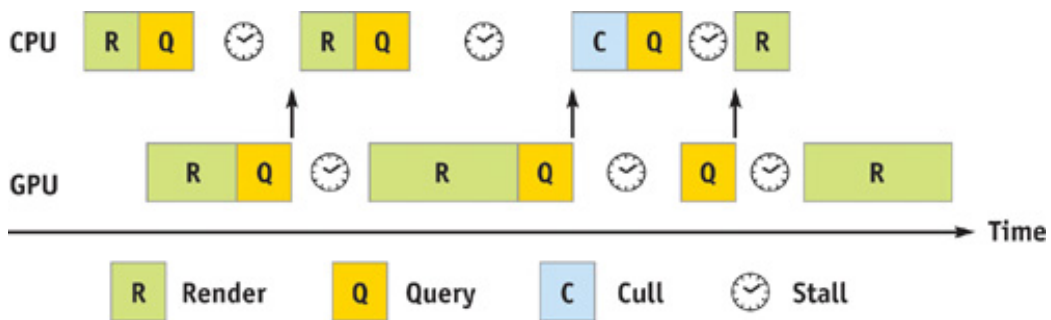 CPU R Q R Q C Q R
GPU R Q R Q Q R
Time
R Render Q Query C Cull Stall